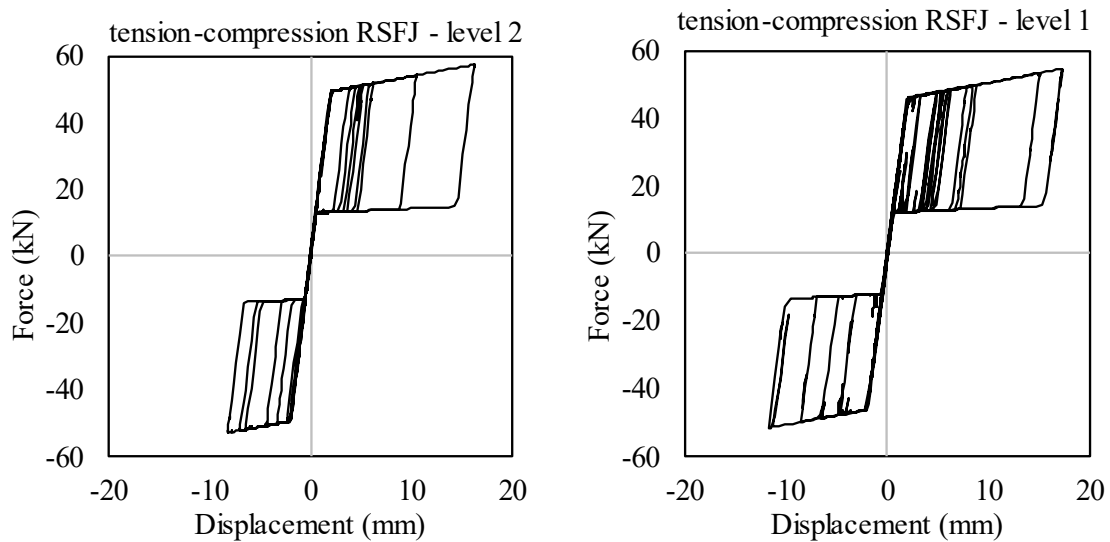 tension-compression RSFJ - level 2
60
40
20
0
-20
-40
-60
Force (kN)
-20 -10 0 10 20
Displacement (mm)
tension-compression RSFJ - level 1
60
40
20
0
-20
-40
-60
Force (kN)
-20 -10 0 10 20
Displacement (mm)